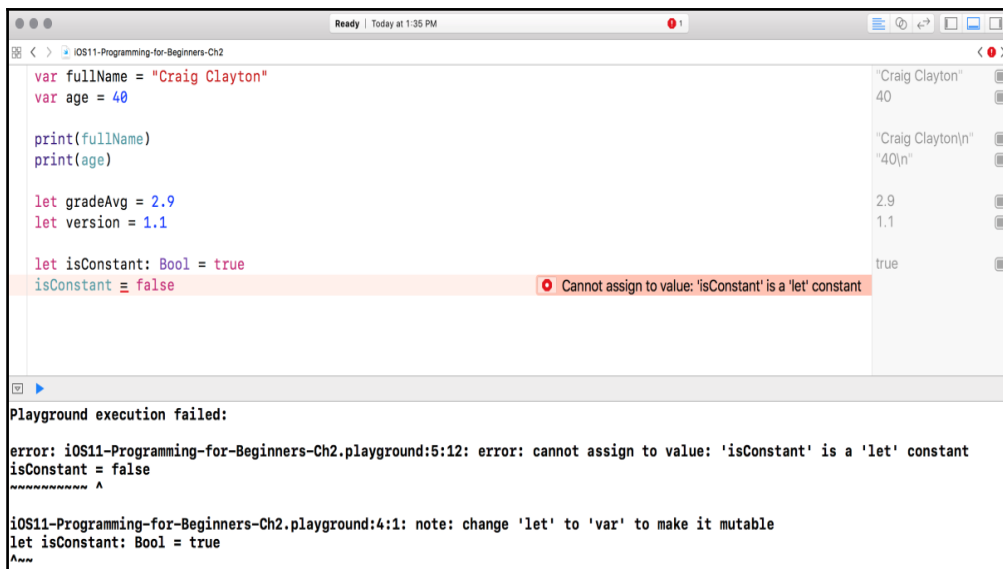 Ready | Today at 1:35 PM
1
iOS11-Programming-for-Beginners-Ch2
var fullName = "Craig Clayton" "Craig Clayton"
var age = 40 40
print(fullName) "Craig Clayton\n"
print(age) "40\n"
let gradeAvg = 2.9 2.9
let version = 1.1 1.1
let isConstant: Bool = true true
isConstant = false Cannot assign to value: 'isConstant' is a 'let' constant
Playground execution failed:
error: iOS11-Programming-for-Beginners-Ch2.playground:5:12: error: cannot assign to value: 'isConstant' is a 'let' constant
isConstant = false
~~~~~~~~~~ ^
iOS11-Programming-for-Beginners-Ch2.playground:4:1: note: change 'let' to 'var' to make it mutable
let isConstant: Bool = true
^~~